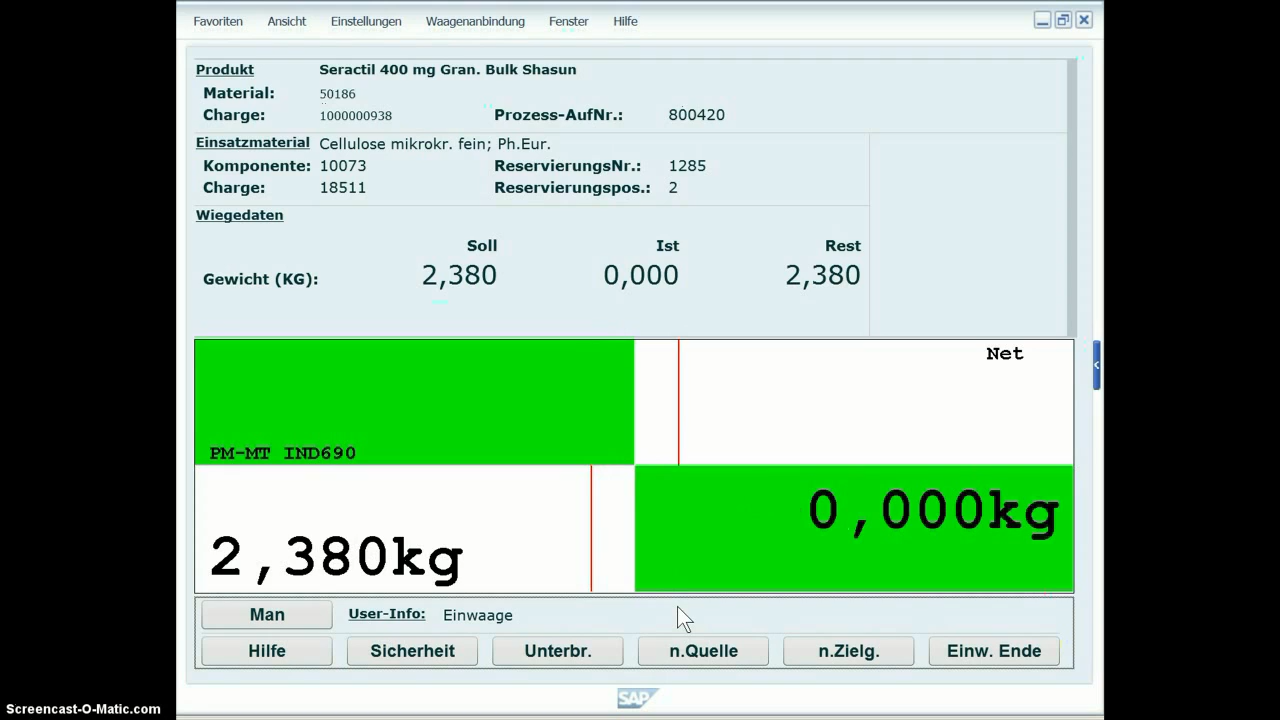 Favoriten Ansicht Einstellungen Waagenanbindung Fenster Hilfe
Produkt Seractil 400 mg Gran. Bulk Shasun
Material: 50186
Charge: 1000000938 Prozess-AufNr.: 800420
Einsatzmaterial Cellulose mikrokr. fein; Ph.Eur.
Komponente: 10073 ReservierungsNr.: 1285
Charge: 18511 Reservierungspos.: 2
Wiegedaten
Soll Ist Rest
Gewicht (KG): 2,380 0,000 2,380
Net
PM-MT IND690
0,000kg
2,380kg
Man User-Info: Einwaage
Hilfe Sicherheit Unterbr. n.Quelle n.Zielg. Einw. Ende
SAP
Screencast-O-Matic.com